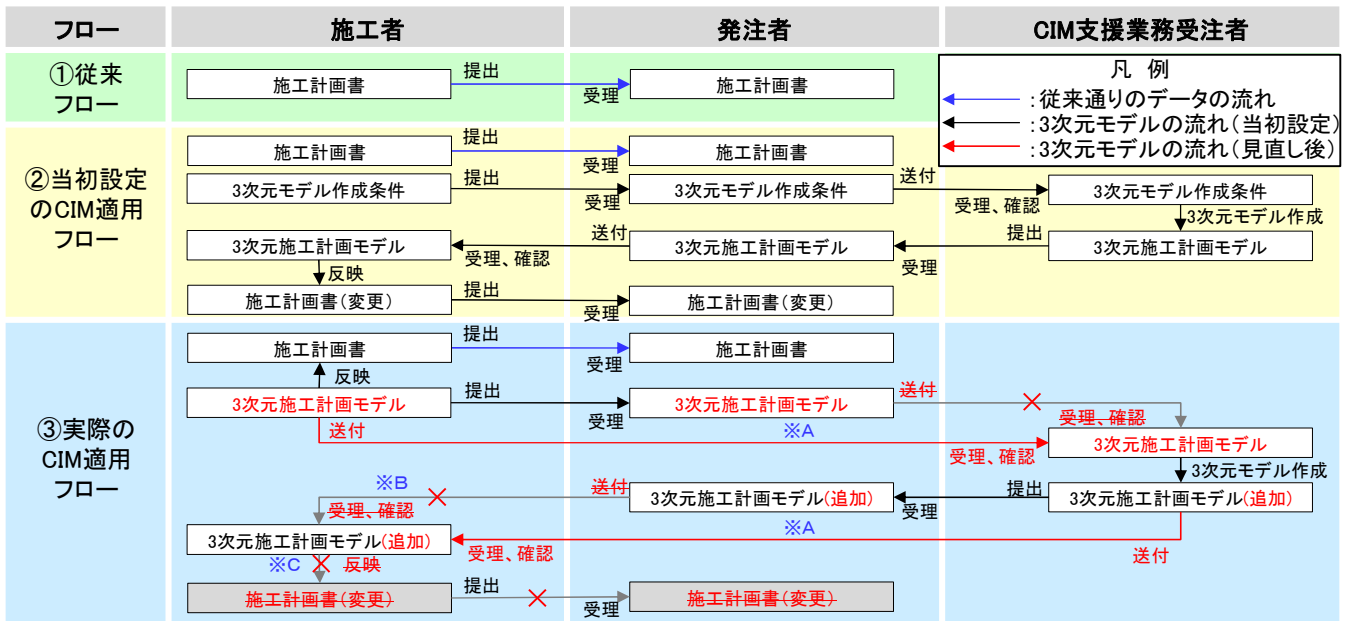 フロー
施工者
発注者
CIM支援業務受注者
①従来
フロー
施工計画書
提出
受理
施工計画書
凡 例
:従来通りのデータの流れ
:3次元モデルの流れ(当初設定)
:3次元モデルの流れ(見直し後)
②当初設定
のCIM適用
フロー
施工計画書
提出
受理
施工計画書
3次元モデル作成条件
提出
受理
3次元モデル作成条件
送付
受理、確認
3次元モデル作成条件
3次元モデル作成
3次元施工計画モデル
受理、確認
送付
3次元施工計画モデル
受理
提出
3次元施工計画モデル
反映
施工計画書(変更)
提出
受理
施工計画書(変更)
③実際の
CIM適用
フロー
施工計画書
提出
受理
施工計画書
反映
3次元施工計画モデル
提出
受理
3次元施工計画モデル
送付
受理、確認
送付
※A
受理、確認
3次元施工計画モデル
3次元モデル作成
※B
受理、確認
送付
3次元施工計画モデル(追加)
受理
提出
3次元施工計画モデル(追加)
3次元施工計画モデル(追加)
受理、確認
※A
送付
※C
反映
施工計画書(変更)
提出
受理
施工計画書(変更)